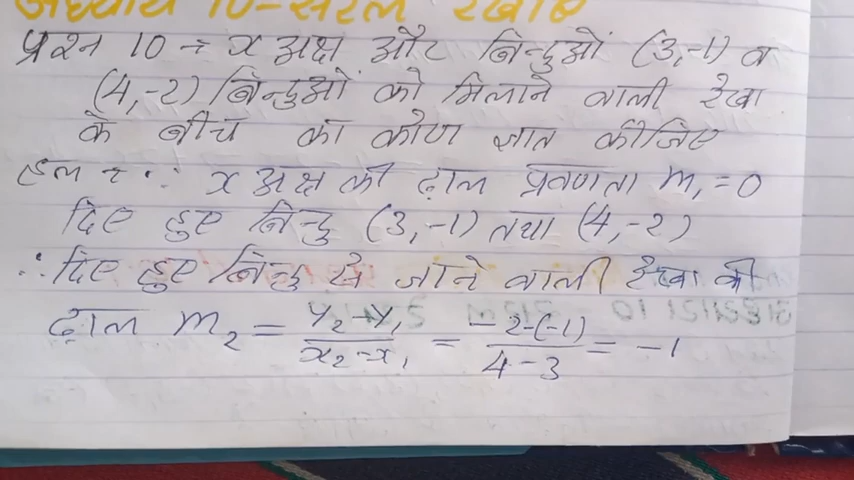 अध्याय 10-सरल रेखाएं
प्रश्न 10 ÷ x अक्ष और बिन्दुओं (3,-1) व
(4,-2) बिन्दुओं को मिलाने वाली रेखा
के बीच का कोण ज्ञात कीजिए
हल ÷ ∵ x अक्ष की ढाल प्रवणता m₁=0
दिए हुए बिन्दु (3,-1) तथा (4,-2)
∴ दिए हुए बिन्दु से जाने वाली रेखा की
ढाल m₂ = y₂-y₁/x₂-x₁ = -2-(-1)/4-3 = -1